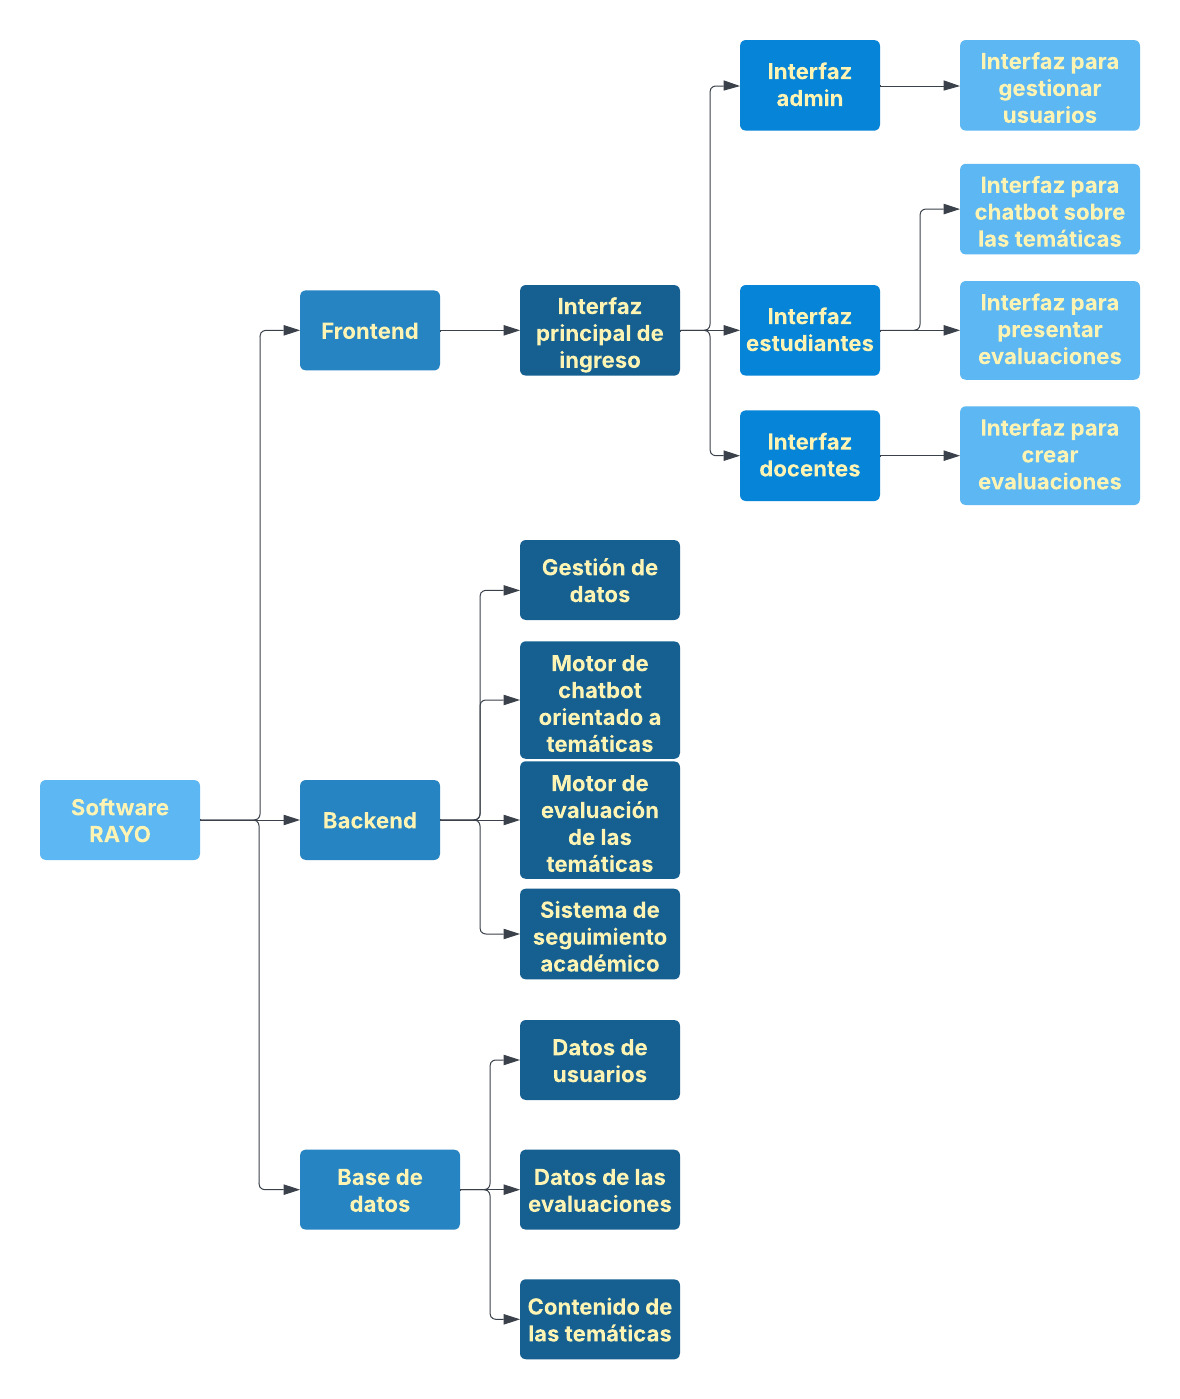 Software
RAYO
Frontend
Interfaz
principal de
ingreso
Interfaz
admin
Interfaz para
gestionar
usuarios
Interfaz
estudiantes
Interfaz para
chatbot sobre
las temáticas
Interfaz para
presentar
evaluaciones
Interfaz
docentes
Interfaz para
crear
evaluaciones
Backend
Gestión de
datos
Motor de
chatbot
orientado a
temáticas
Motor de
evaluación
de las
temáticas
Sistema de
seguimiento
académico
Base de
datos
Datos de
usuarios
Datos de las
evaluaciones
Contenido de
las temáticas